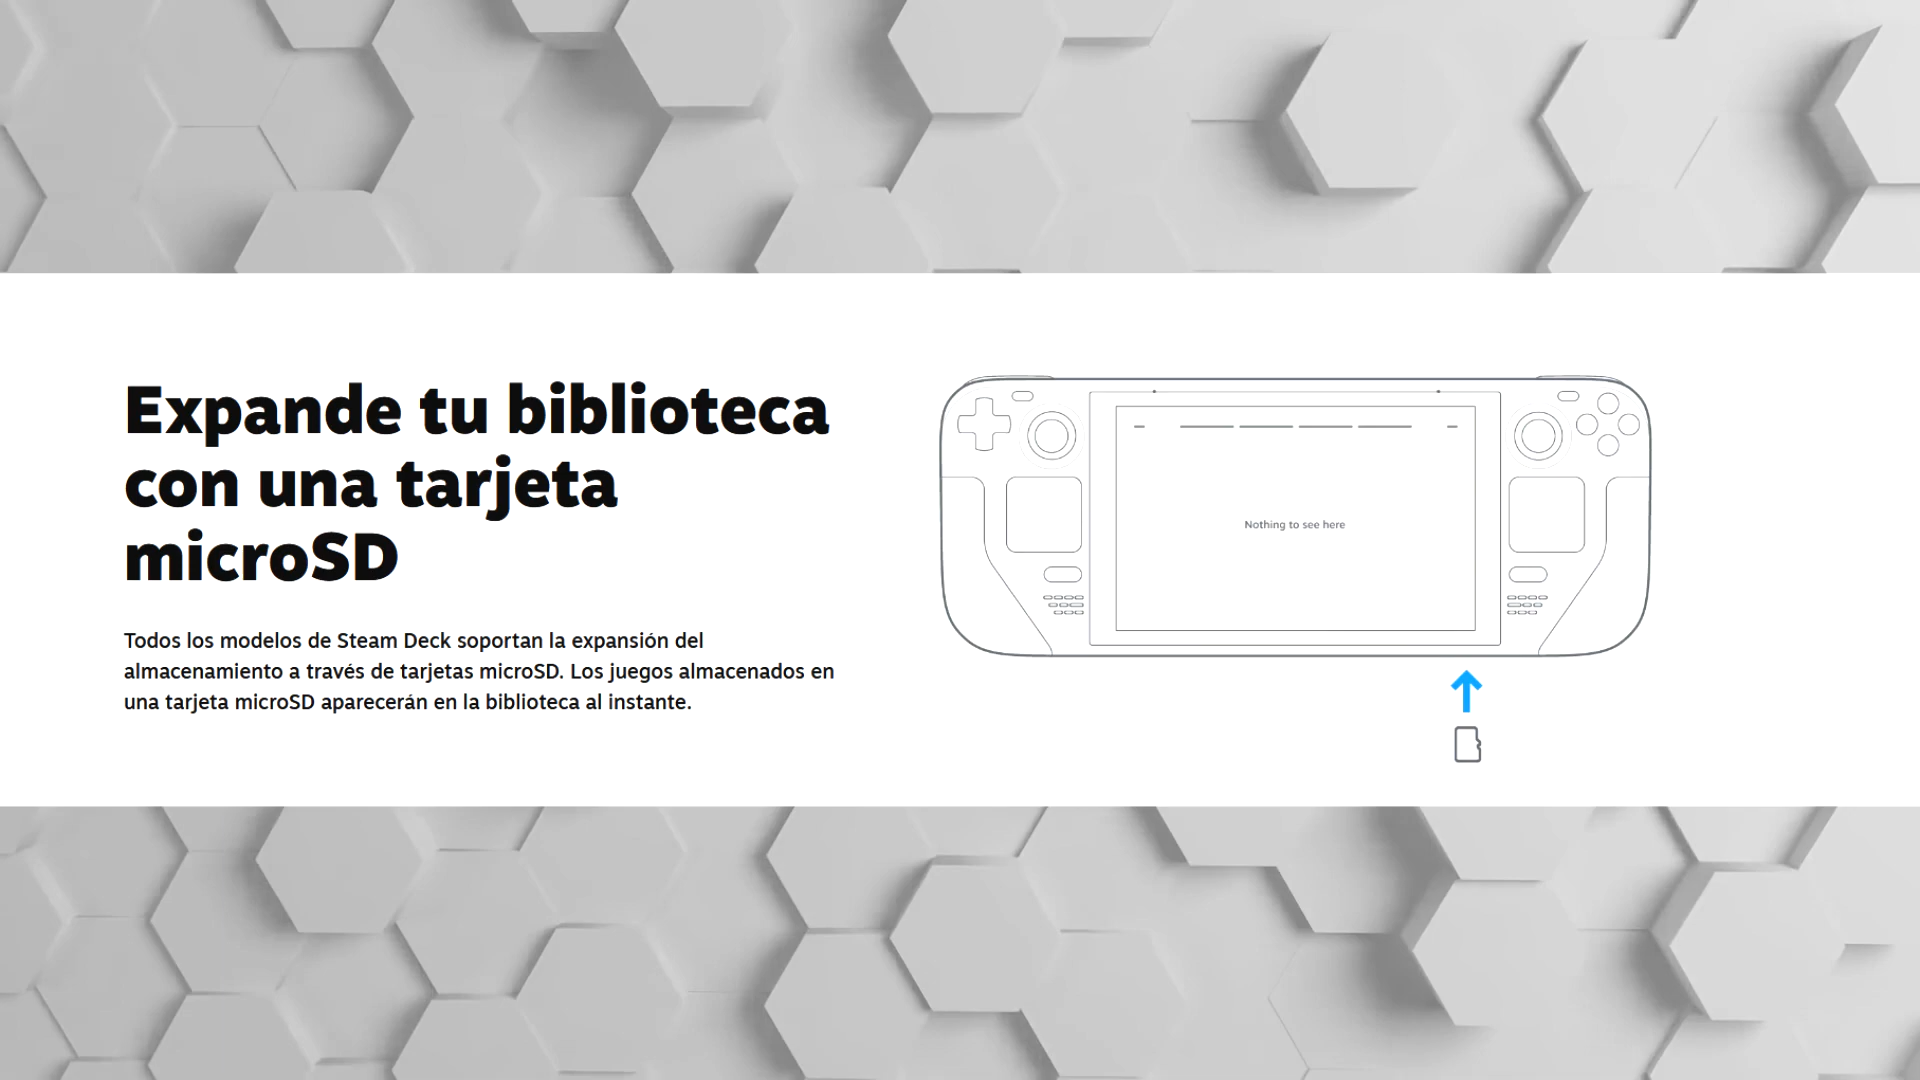 Expande tu biblioteca
con una tarjeta
microSD
Todos los modelos de Steam Deck soportan la expansión del
almacenamiento a través de tarjetas microSD. Los juegos almacenados en
una tarjeta microSD aparecerán en la biblioteca al instante.
Nothing to see here